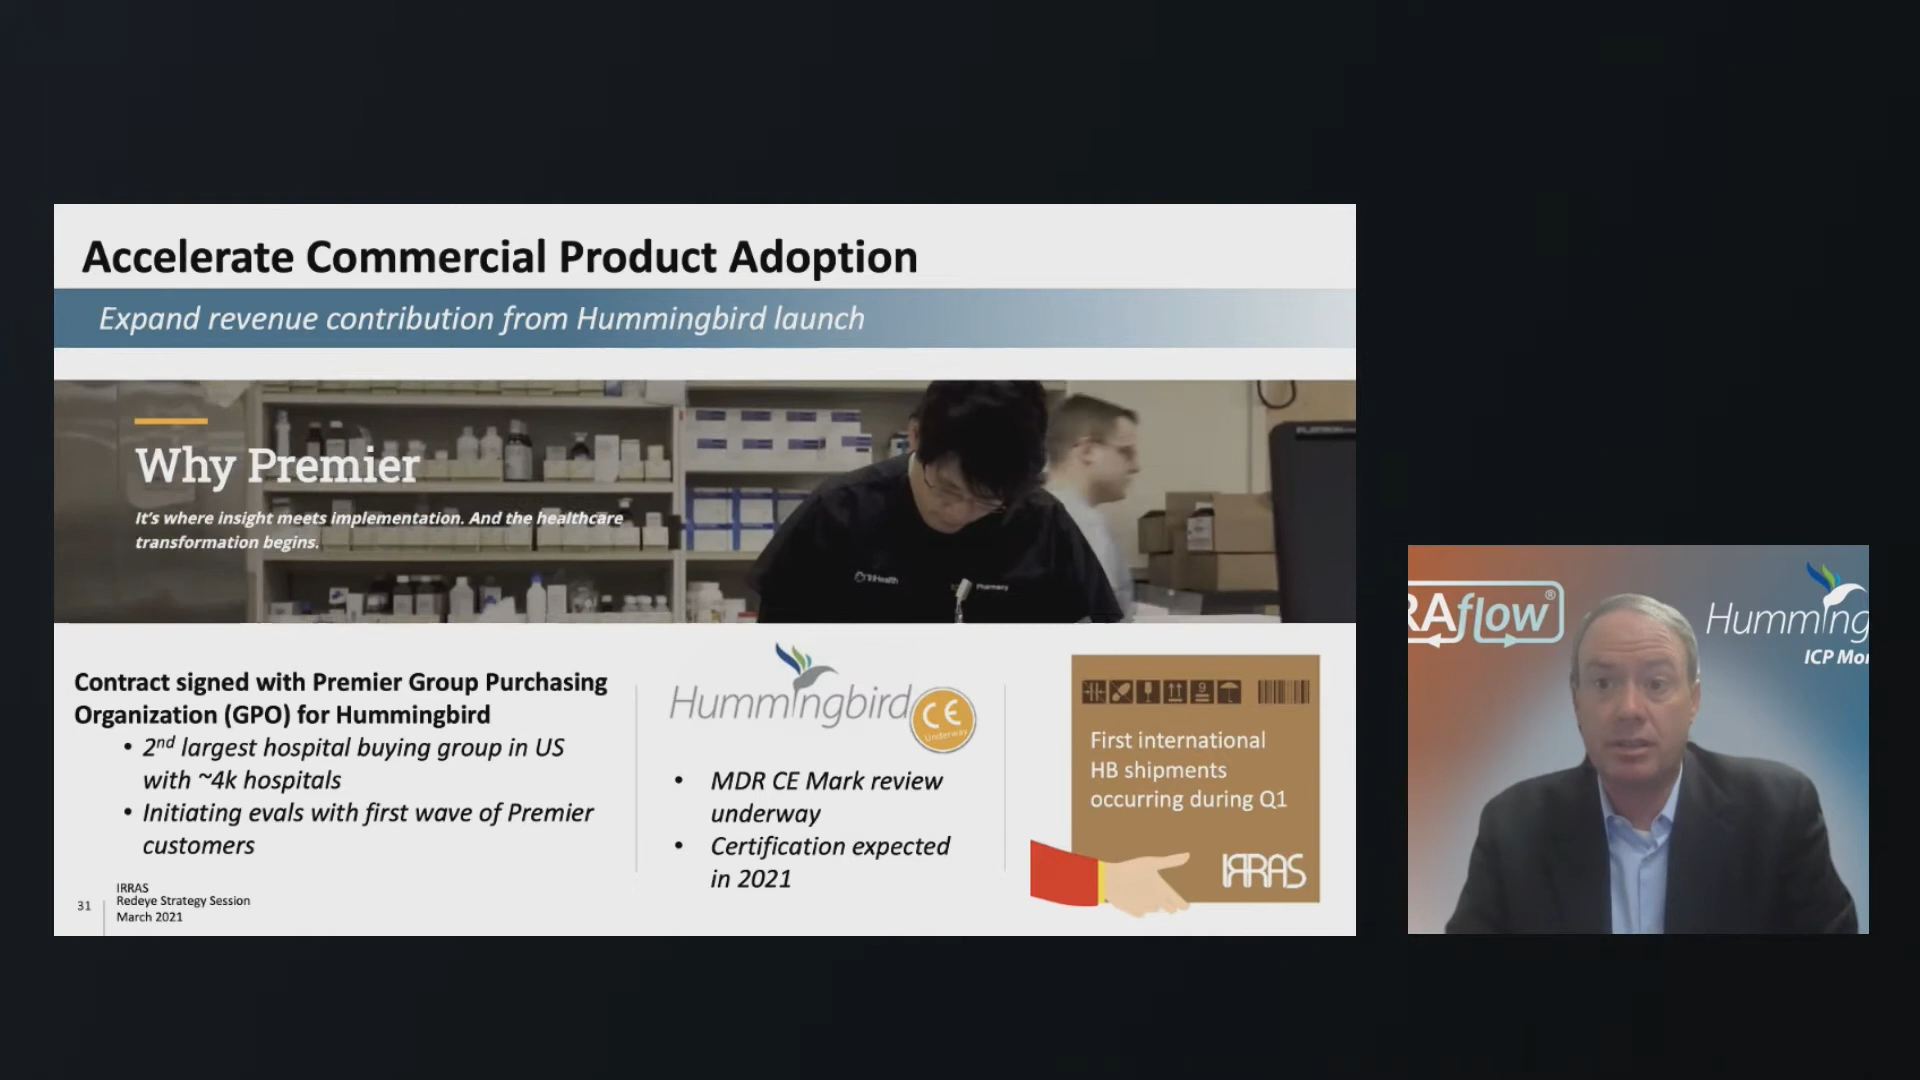 Accelerate Commercial Product Adoption
Expand revenue contribution from Hummingbird launch
Why Premier
It's where insight meets implementation. And the healthcare
transformation begins.
TriHealth
Pharmacy
Contract signed with Premier Group Purchasing
Organization (GPO) for Hummingbird
• 2nd largest hospital buying group in US
with ~4k hospitals
• Initiating evals with first wave of Premier
customers
Hummingbird
CE
Underway
• MDR CE Mark review
underway
• Certification expected
in 2021
First international
HB shipments
occurring during Q1
IRRAS
31
IRRAS
Redeye Strategy Session
March 2021
RAflow®
Humming
ICP Mo